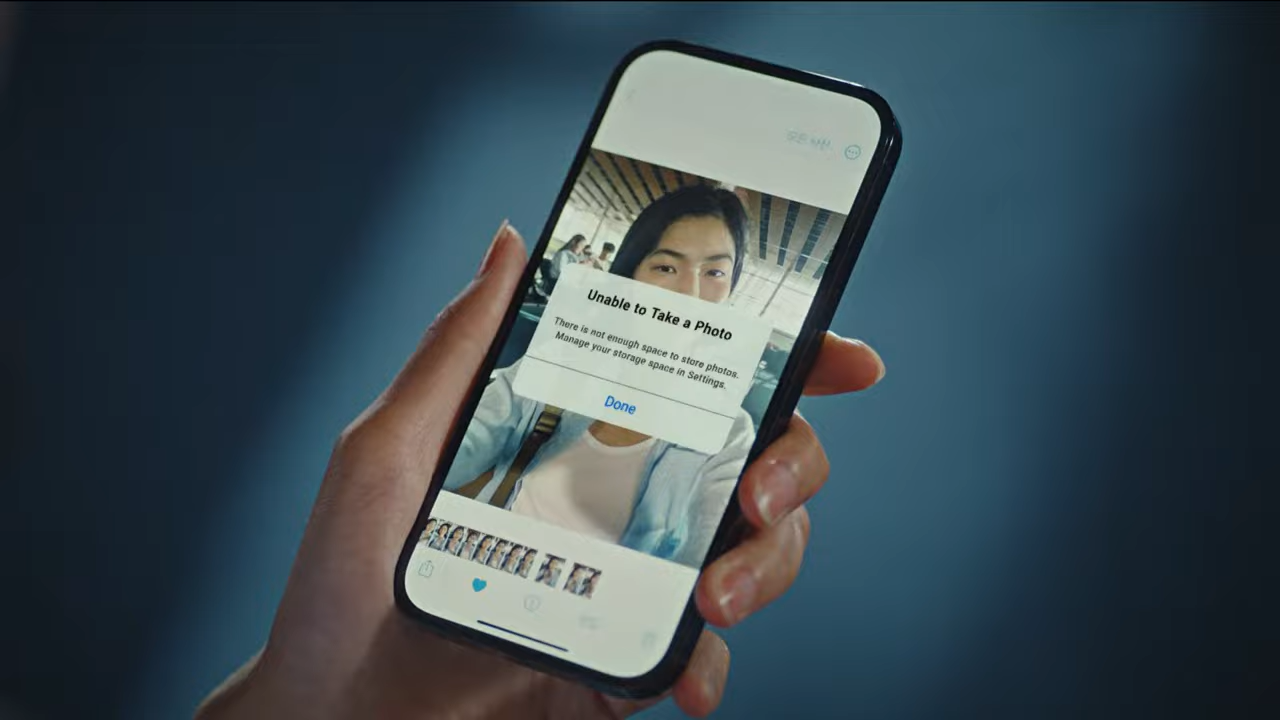 Unable to Take a Photo
There is not enough space to store photos.
Manage your storage space in Settings.
Done